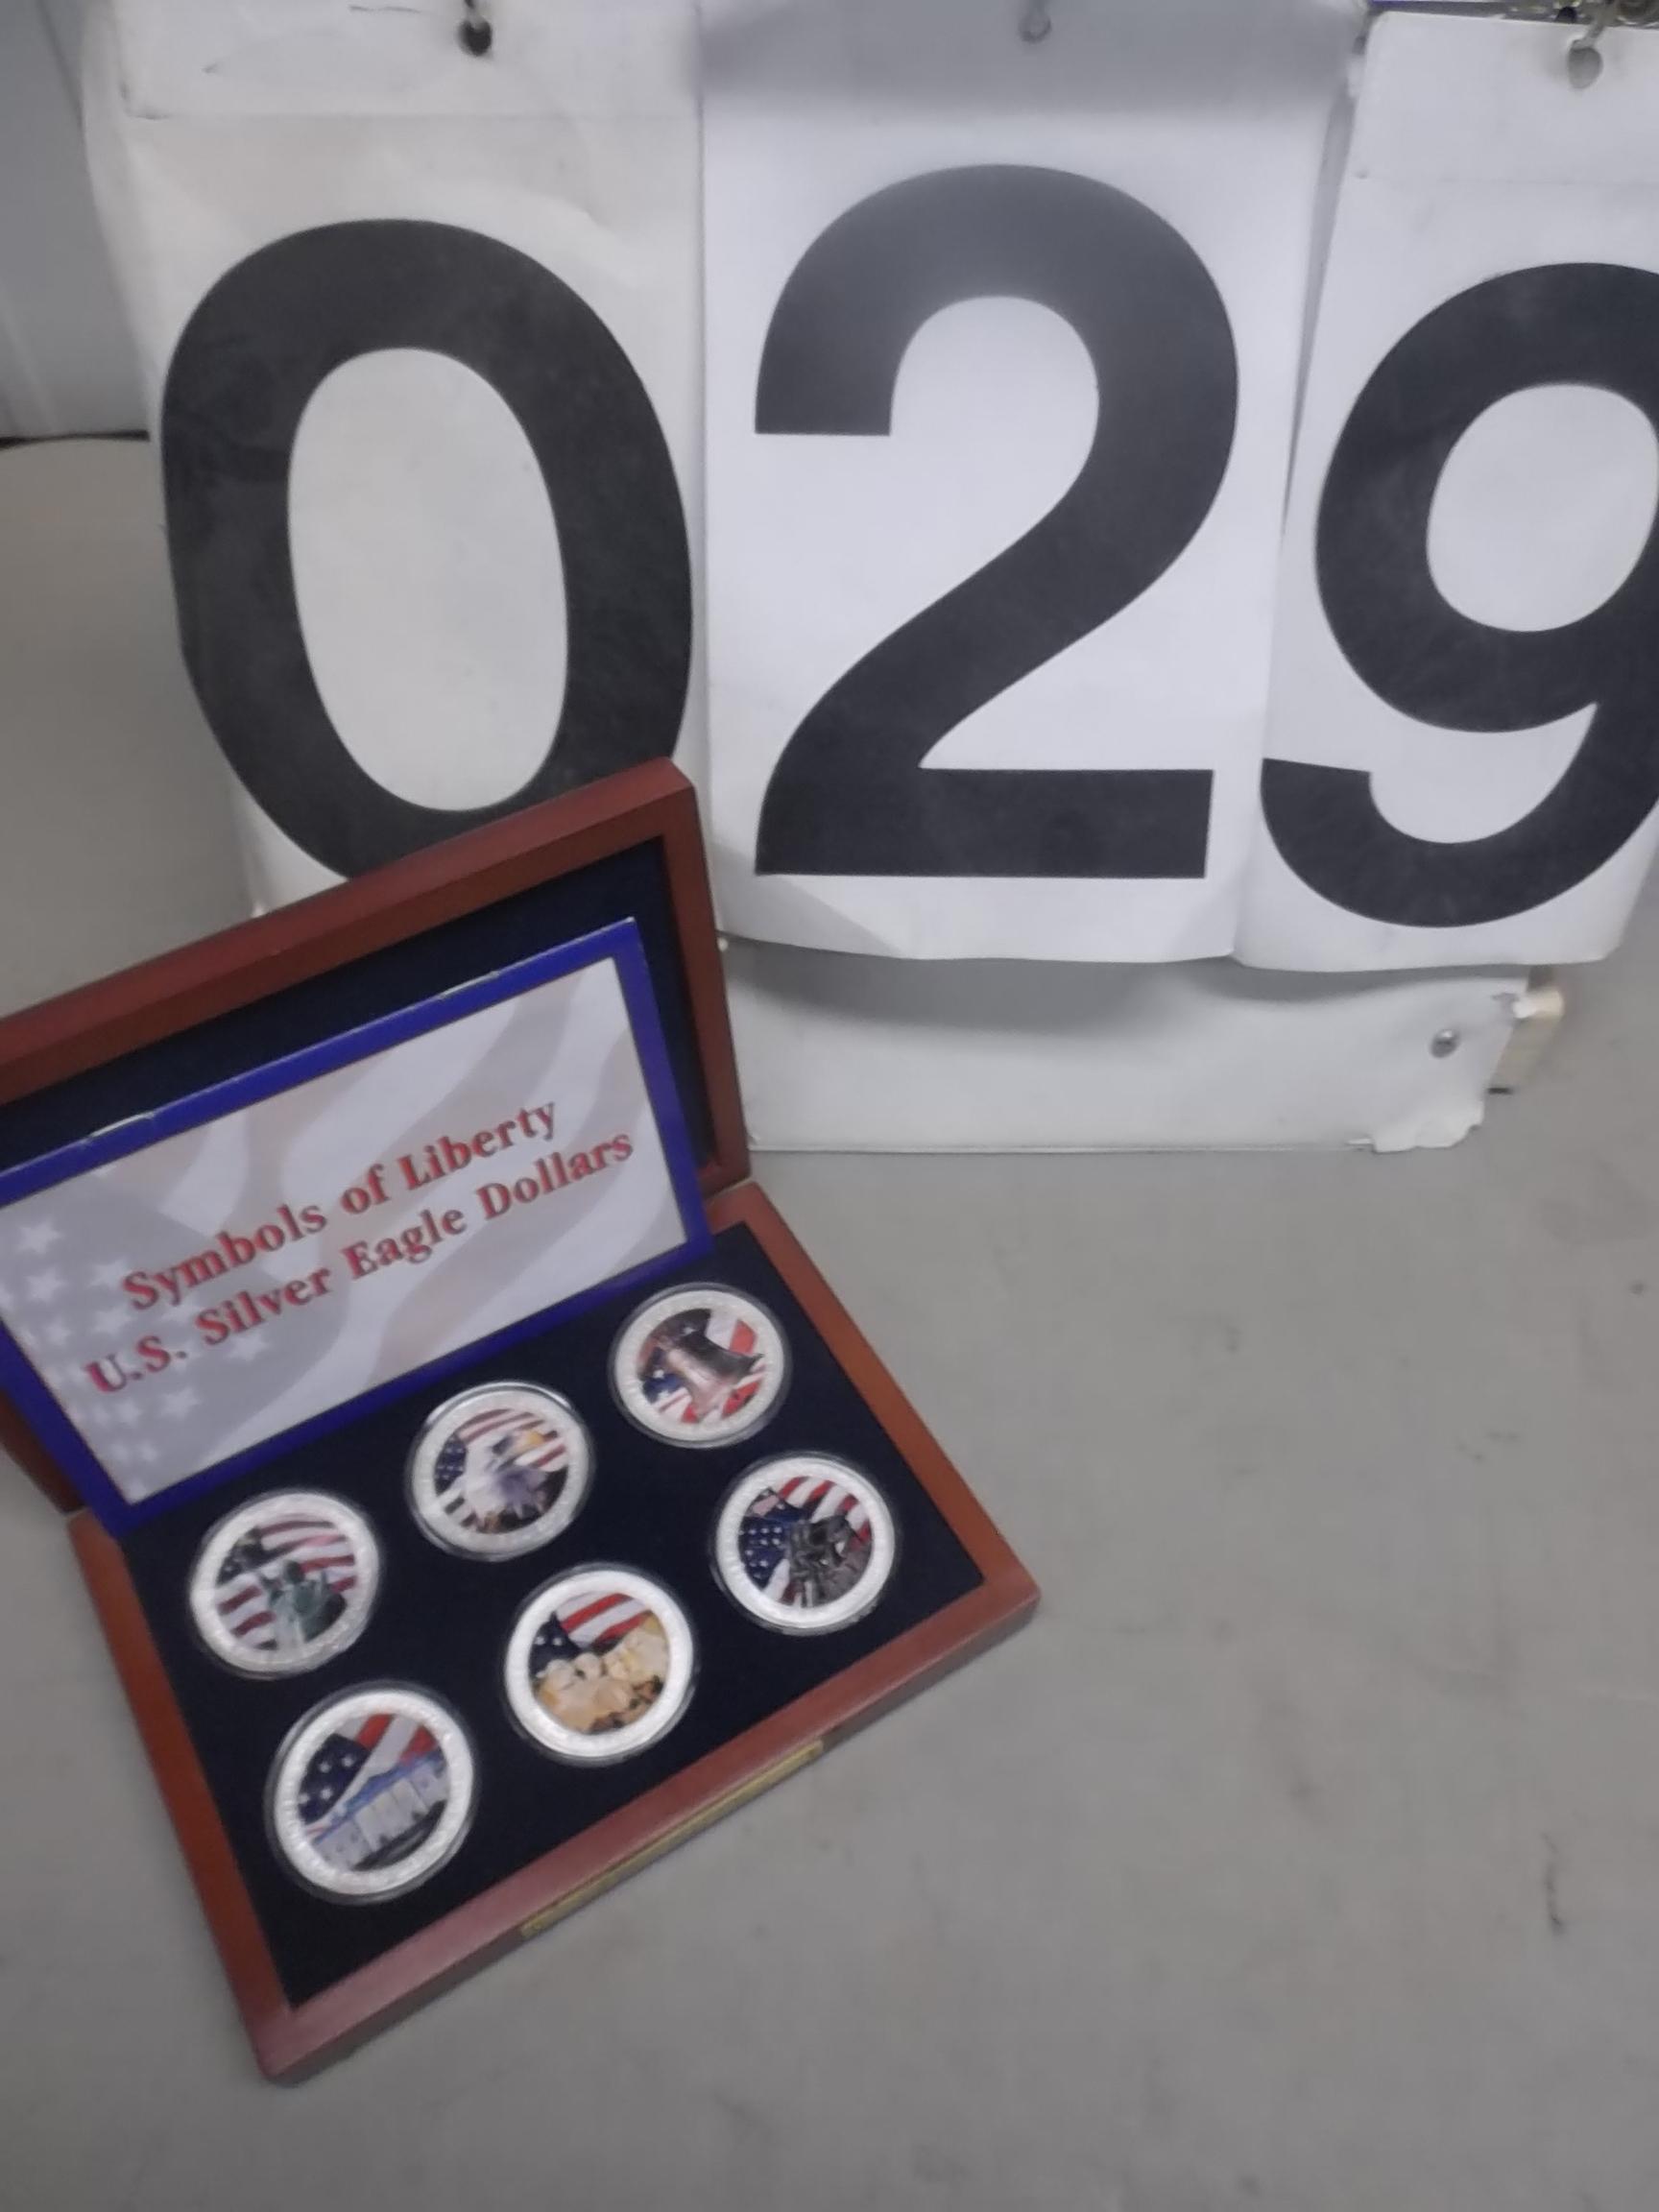 029
Symbols of Liberty
U.S. Silver Eagle Dollars